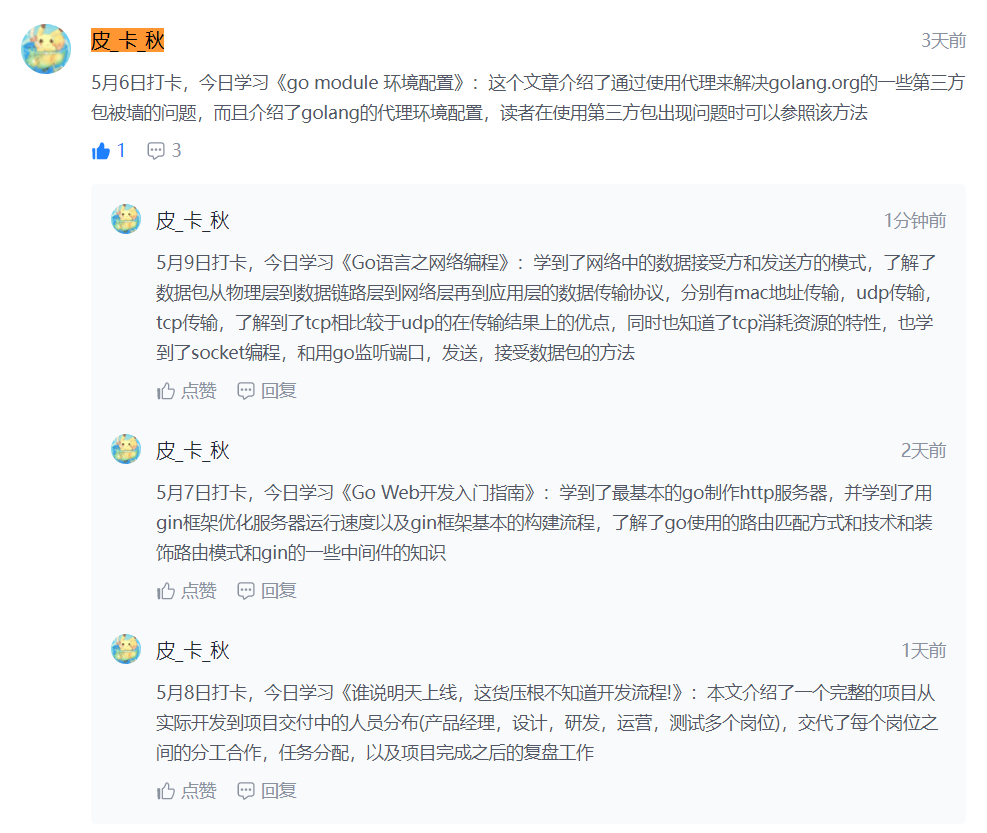 皮_卡_秋
3天前
5月6日打卡，今日学习《go module 环境配置》：这个文章介绍了通过使用代理来解决golang.org的一些第三方
包被墙的问题，而且介绍了golang的代理环境配置，读者在使用第三方包出现问题时可以参照该方法
1 3
皮_卡_秋
1分钟前
5月9日打卡，今日学习《Go语言之网络编程》：学到了网络中的数据接受方和发送方的模式，了解了
数据包从物理层到数据链路层到网络层再到应用层的数据传输协议，分别有mac地址传输，udp传输，
tcp传输，了解到了tcp相比较于udp的在传输结果上的优点，同时也知道了tcp消耗资源的特性，也学
到了socket编程，和用go监听端口，发送，接受数据包的方法
点赞 回复
皮_卡_秋
2天前
5月7日打卡，今日学习《Go Web开发入门指南》：学到了最基本的go制作http服务器，并学到了用
gin框架优化服务器运行速度以及gin框架基本的构建流程，了解了go使用的路由匹配方式和技术和装
饰路由模式和gin的一些中间件的知识
点赞 回复
皮_卡_秋
1天前
5月8日打卡，今日学习《谁说明天上线，这货压根不知道开发流程!》：本文介绍了一个完整的项目从
实际开发到项目交付中的人员分布(产品经理，设计，研发，运营，测试多个岗位)，交代了每个岗位之
间的分工合作，任务分配，以及项目完成之后的复盘工作
点赞 回复